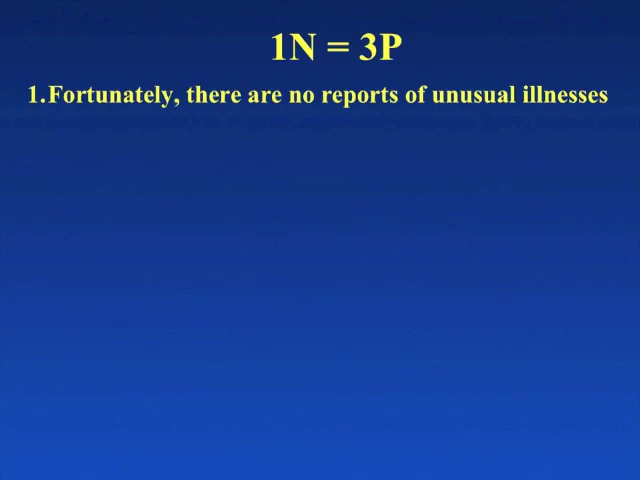 1N = 3P
1.Fortunately, there are no reports of unusual illnesses